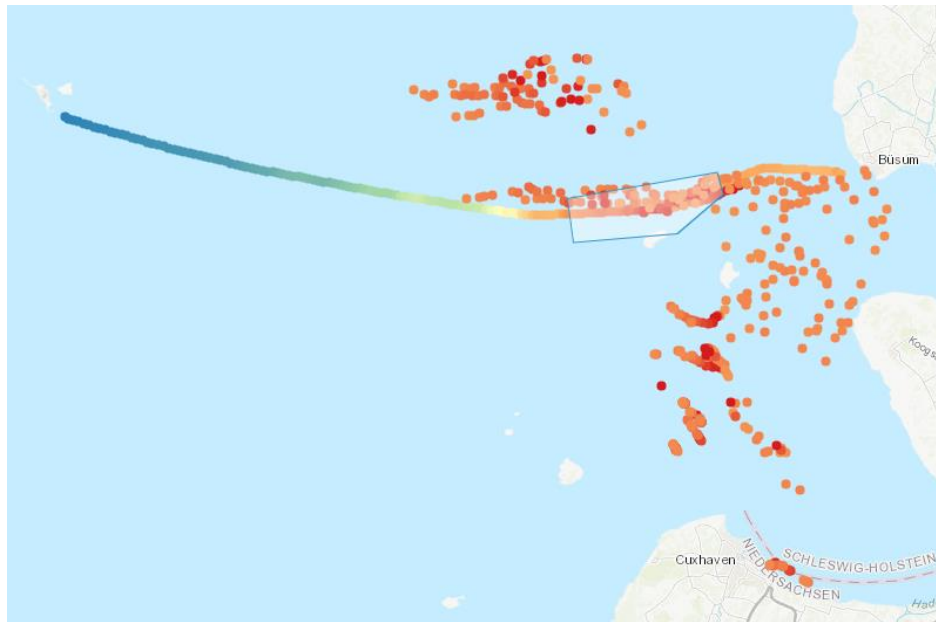 Büsum
Koogs
Cuxhaven
SCHLESWIG-HOLSTEIN
NIEDERSACHSEN
Had